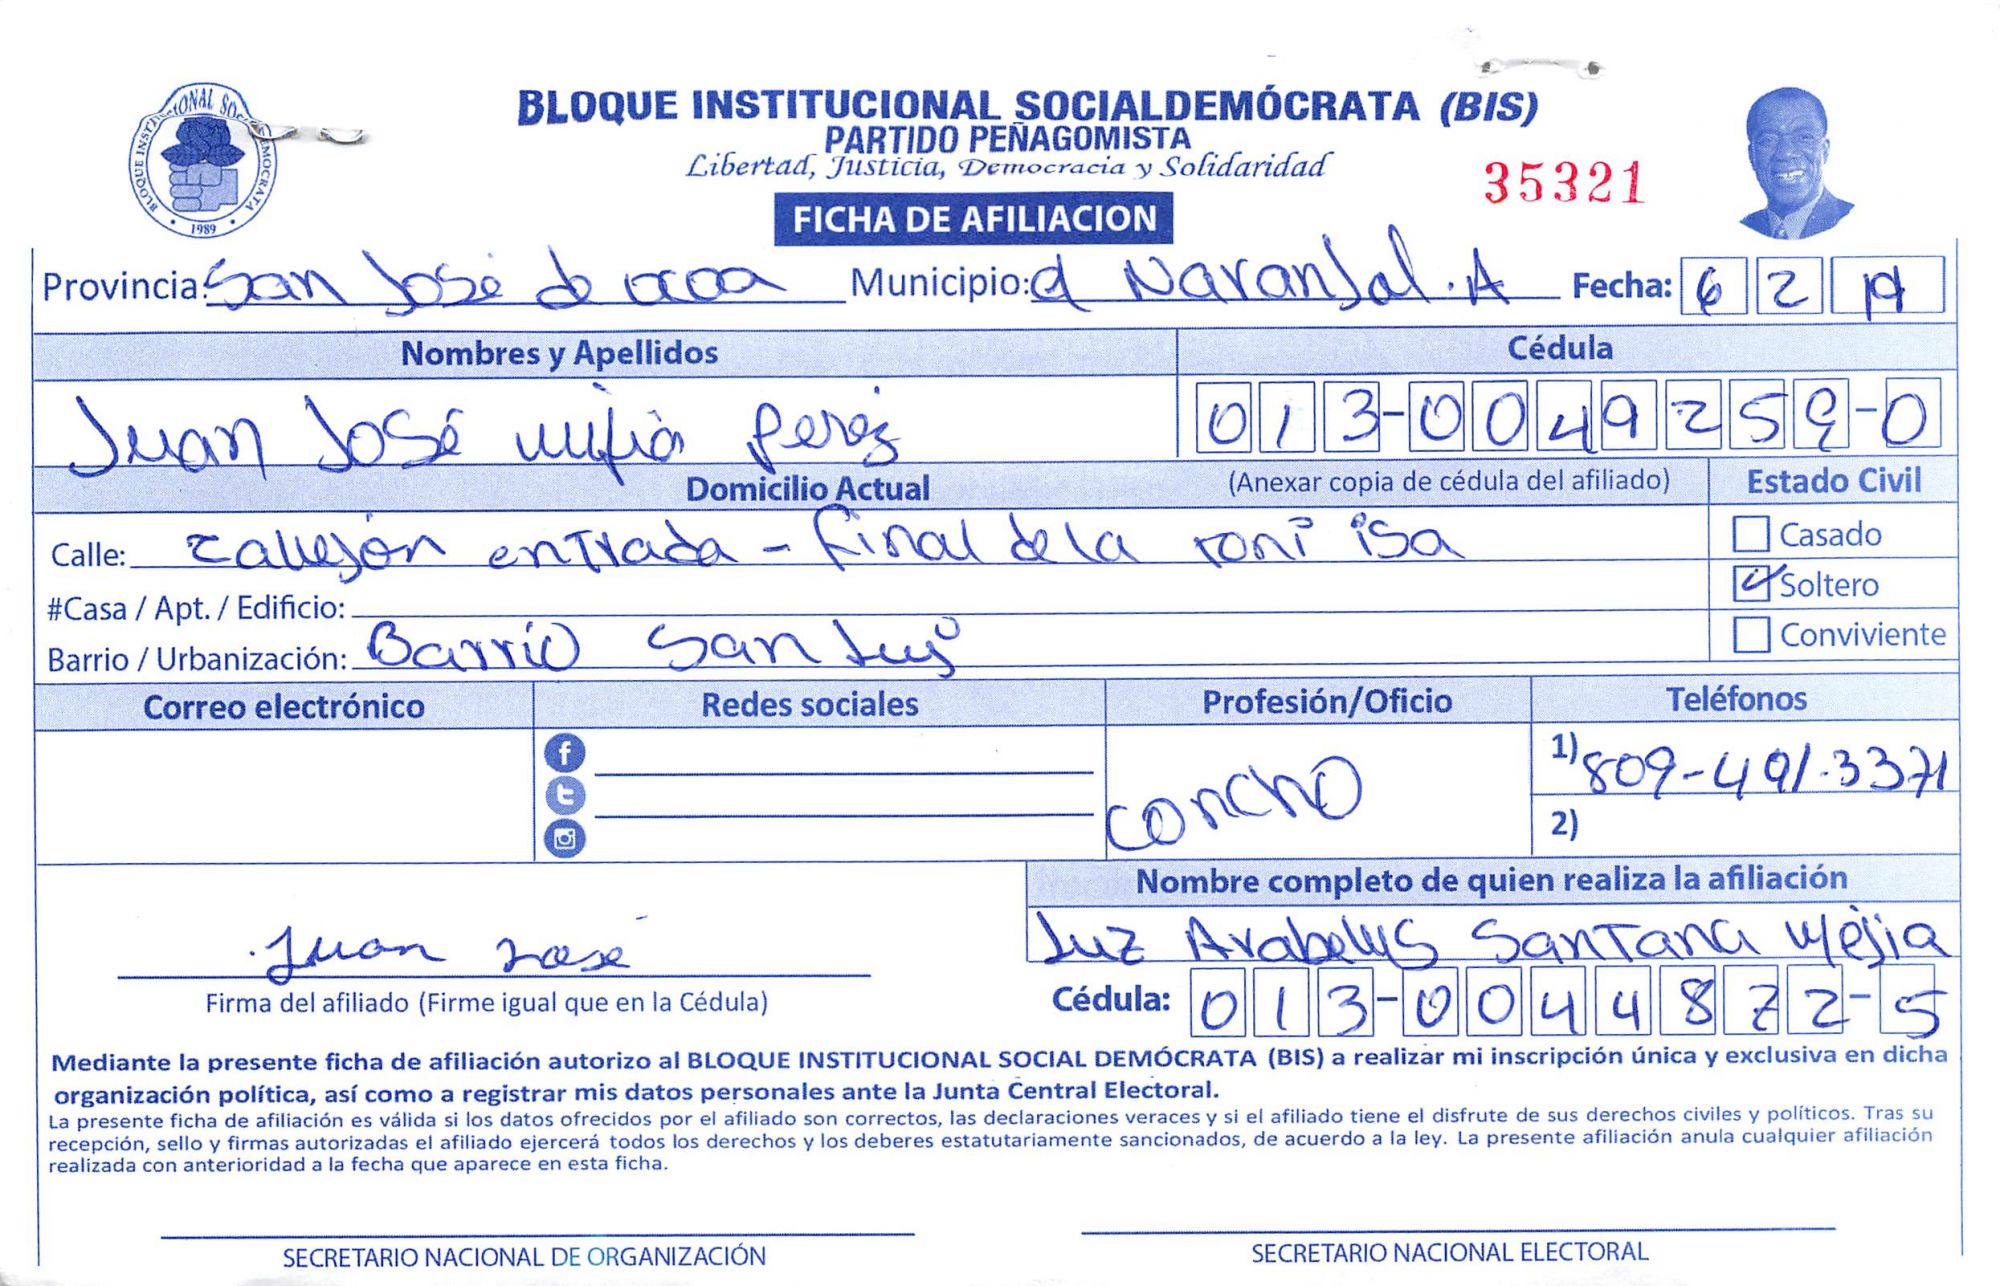 BLOQUE INSTITUCIONAL SOCIALDEMÓCRATA (BIS)
PARTIDO PEÑAGOMISTA
Libertad, Justicia, Democracia y Solidaridad
35321
FICHA DE AFILIACION
BLOQUE INSTITUCIONAL SOCIALDEMOCRATA
1989
Provincia: San José de ocoa Municipio: el Naranjal. A Fecha: 6 2 19
Nombres y Apellidos Cédula
Juan José Mejía Perez 013-0049259-0
Domicilio Actual (Anexar copia de cédula del afiliado) Estado Civil
Calle: Callejón entrada - final de la roni isa
Casado
#Casa / Apt. / Edificio:
Soltero
Barrio / Urbanización: Barrio San Luis
Conviviente
Correo electrónico Redes sociales Profesión/Oficio Teléfonos
concho
1) 809-491-3371
2)
Nombre completo de quien realiza la afiliación
Luz Arabelys Santana Mejia
Juan José
Firma del afiliado (Firme igual que en la Cédula)
Cédula: 013-0044872-5
Mediante la presente ficha de afiliación autorizo al BLOQUE INSTITUCIONAL SOCIAL DEMÓCRATA (BIS) a realizar mi inscripción única y exclusiva en dicha
organización política, así como a registrar mis datos personales ante la Junta Central Electoral.
La presente ficha de afiliación es válida si los datos ofrecidos por el afiliado son correctos, las declaraciones veraces y si el afiliado tiene el disfrute de sus derechos civiles y políticos. Tras su
recepción, sello y firmas autorizadas el afiliado ejercerá todos los derechos y los deberes estatutariamente sancionados, de acuerdo a la ley. La presente afiliación anula cualquier afiliación
realizada con anterioridad a la fecha que aparece en esta ficha.
SECRETARIO NACIONAL DE ORGANIZACIÓN
SECRETARIO NACIONAL ELECTORAL